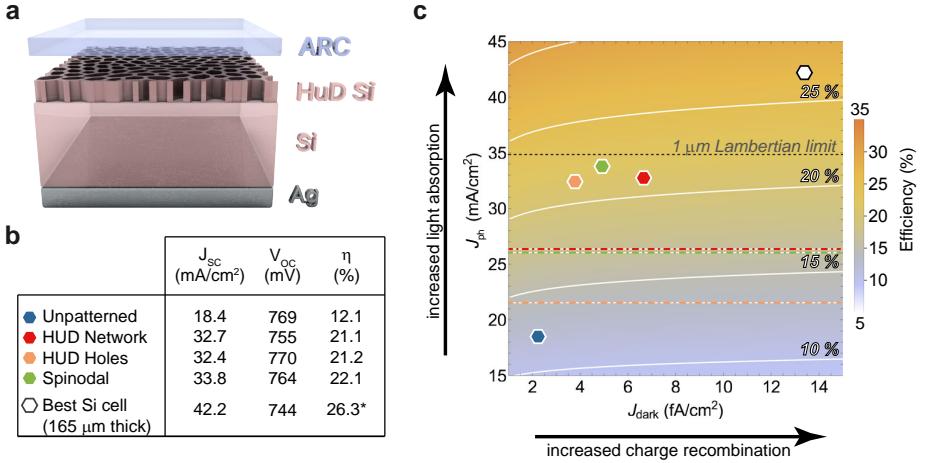 a
ARC
HuD Si
Si
Ag
b
J_SC (mA/cm²) V_OC (mV) η (%)
Unpatterned 18.4 769 12.1
HUD Network 32.7 755 21.1
HUD Holes 32.4 770 21.2
Spinodal 33.8 764 22.1
Best Si cell (165 μm thick) 42.2 744 26.3*
c
increased light absorption
J_ph (mA/cm²)
45
40
35
30
25
20
15
25 %
1 μm Lambertian limit
20 %
15 %
10 %
2 4 6 8 10 12 14
J_dark (fA/cm²)
increased charge recombination
35
30
25
20
15
10
5
Efficiency (%)